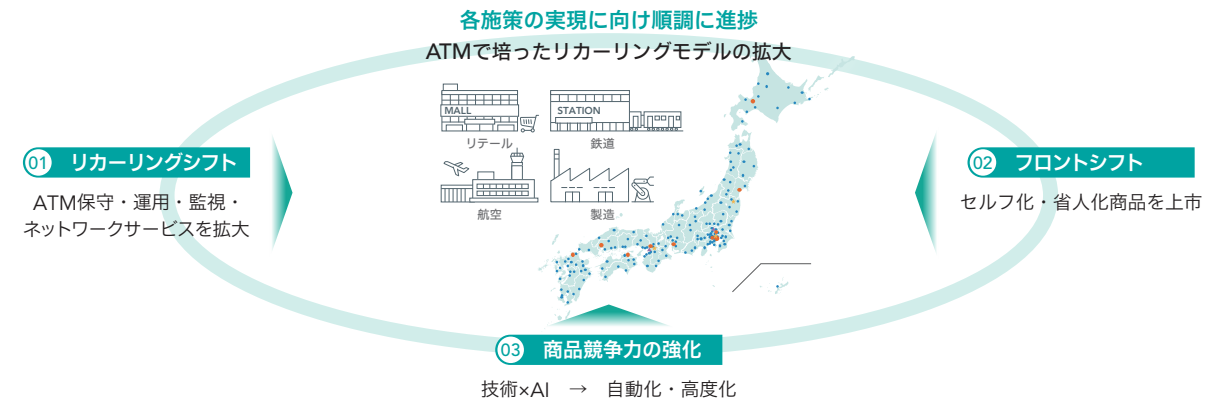 各施策の実現に向け順調に進捗
ATMで培ったリカーリングモデルの拡大
MALL
STATION
リテール
鉄道
航空
製造
01 リカーリングシフト
ATM保守・運用・監視・
ネットワークサービスを拡大
02 フロントシフト
セルフ化・省人化商品を上市
03 商品競争力の強化
技術×AI → 自動化・高度化